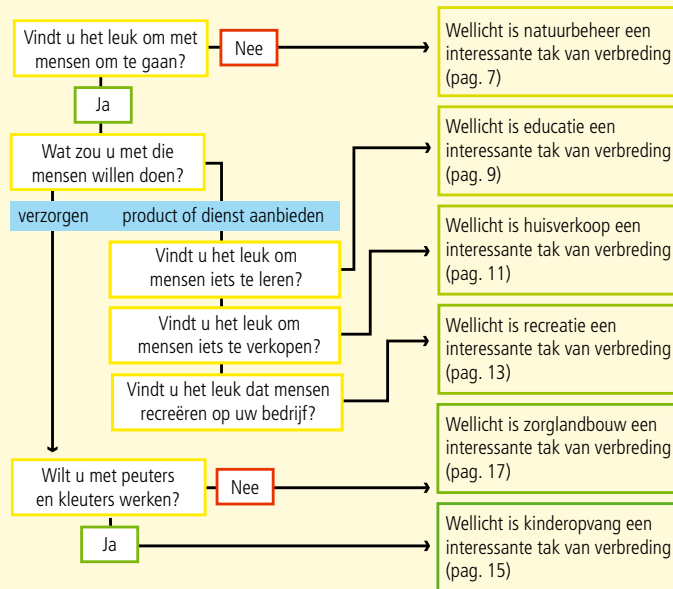 Vindt u het leuk om met
mensen om te gaan?
Nee
Wellicht is natuurbeheer een
interessante tak van verbreding
(pag. 7)
Ja
Wat zou u met die
mensen willen doen?
Wellicht is educatie een
interessante tak van verbreding
(pag. 9)
verzorgen
product of dienst aanbieden
Vindt u het leuk om
mensen iets te leren?
Wellicht is huisverkoop een
interessante tak van verbreding
(pag. 11)
Vindt u het leuk om
mensen iets te verkopen?
Wellicht is recreatie een
interessante tak van verbreding
(pag. 13)
Vindt u het leuk dat mensen
recreëren op uw bedrijf?
Wellicht is zorglandbouw een
interessante tak van verbreding
(pag. 17)
Wilt u met peuters
en kleuters werken?
Nee
Ja
Wellicht is kinderopvang een
interessante tak van verbreding
(pag. 15)